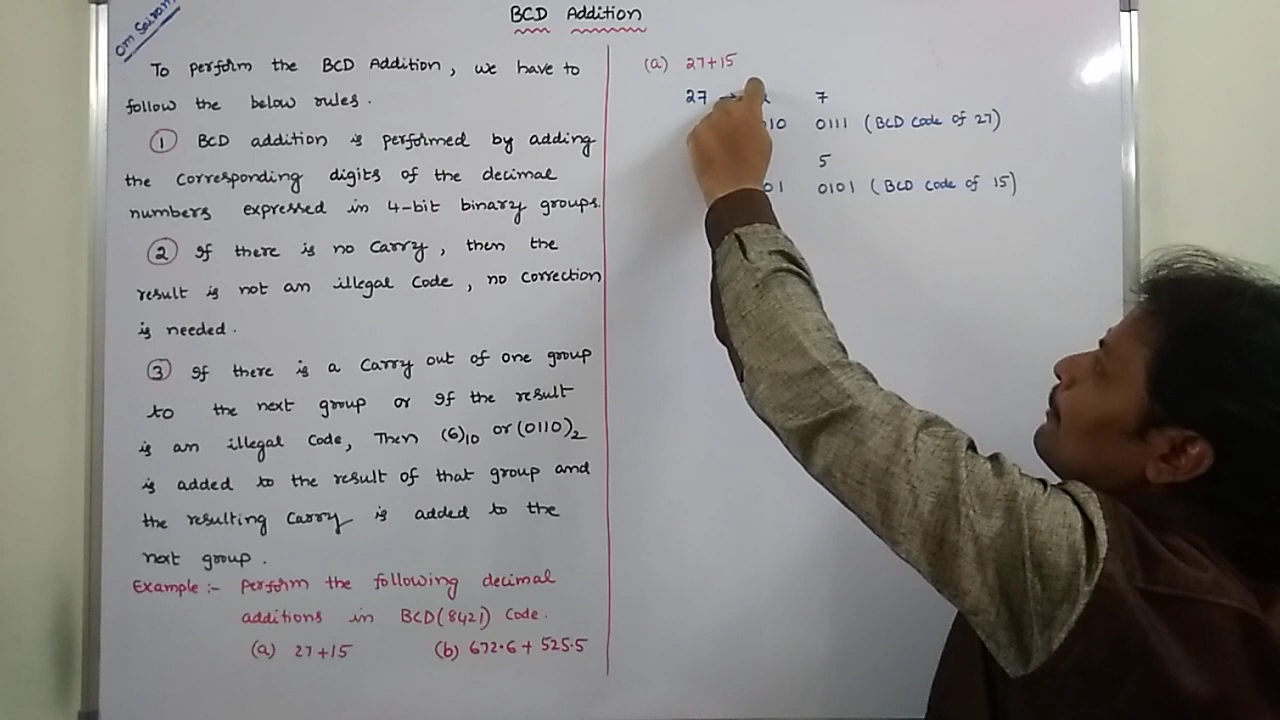 BCD Addition
Om Sairam
To perform the BCD Addition, we have to
follow the below rules.
① BCD addition is performed by adding
the corresponding digits of the decimal
numbers expressed in 4-bit binary groups.
② If there is no Carry, then the
result is not an illegal Code, no correction
is needed.
③ If there is a Carry out of one group
to the next group or If the result
is an illegal Code, Then (6)₁₀ or (0110)₂
is added to the result of that group and
the resulting Carry is added to the
next group.
Example :- Perform the following decimal
additions in BCD(8421) Code.
(a) 27+15 (b) 672.6 + 525.5
(a) 27+15
27 → 2 7
10 0111 (BCD code of 27)
5
01 0101 (BCD code of 15)